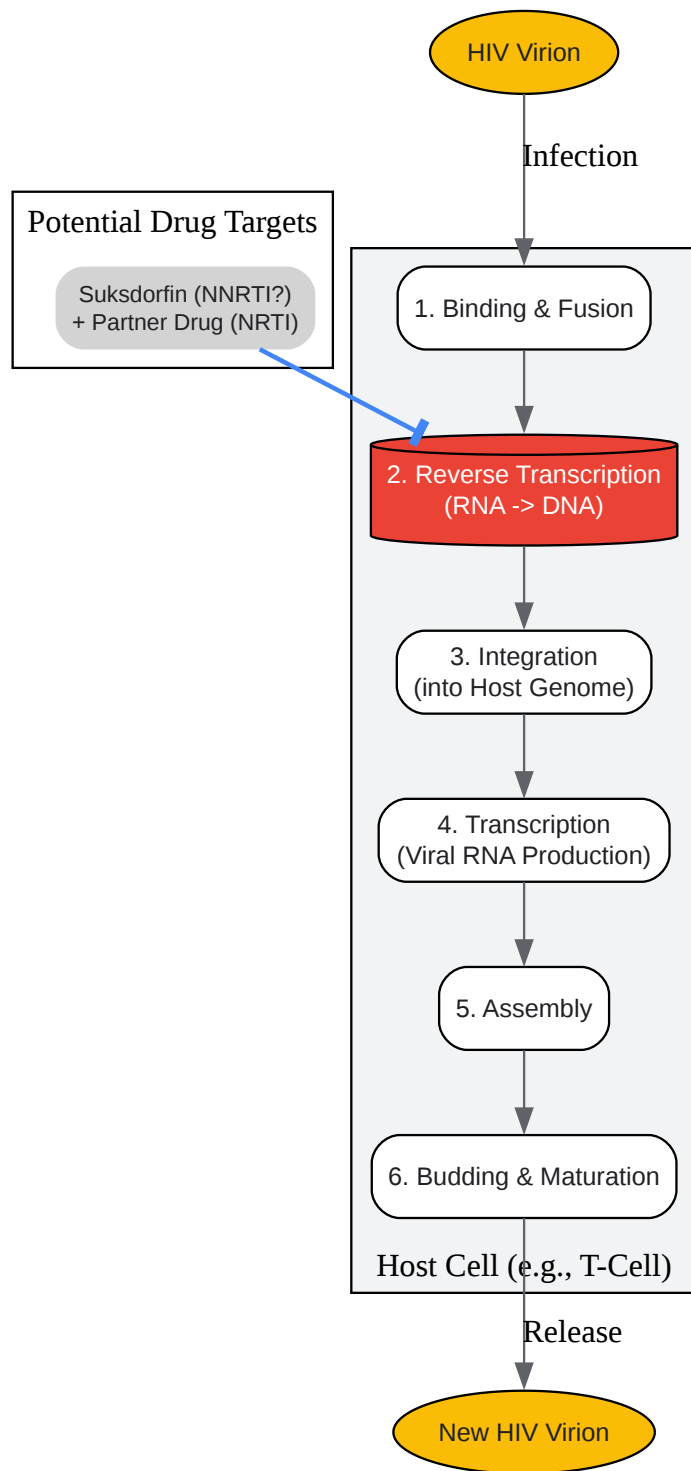 HIV Virion
Infection
Potential Drug Targets
Suksdorfin (NNRTI?)
+ Partner Drug (NRTI)
1. Binding & Fusion
2. Reverse Transcription
(RNA -> DNA)
3. Integration
(into Host Genome)
4. Transcription
(Viral RNA Production)
5. Assembly
6. Budding & Maturation
Host Cell (e.g., T-Cell)
Release
New HIV Virion